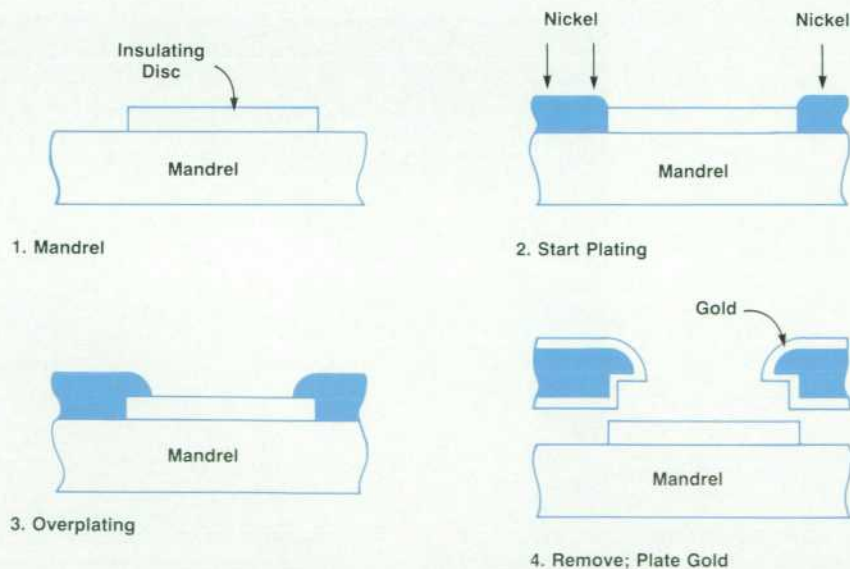 Insulating
Disc
Mandrel
1. Mandrel
Nickel
Nickel
Mandrel
2. Start Plating
Mandrel
3. Overplating
Gold
Mandrel
4. Remove; Plate Gold